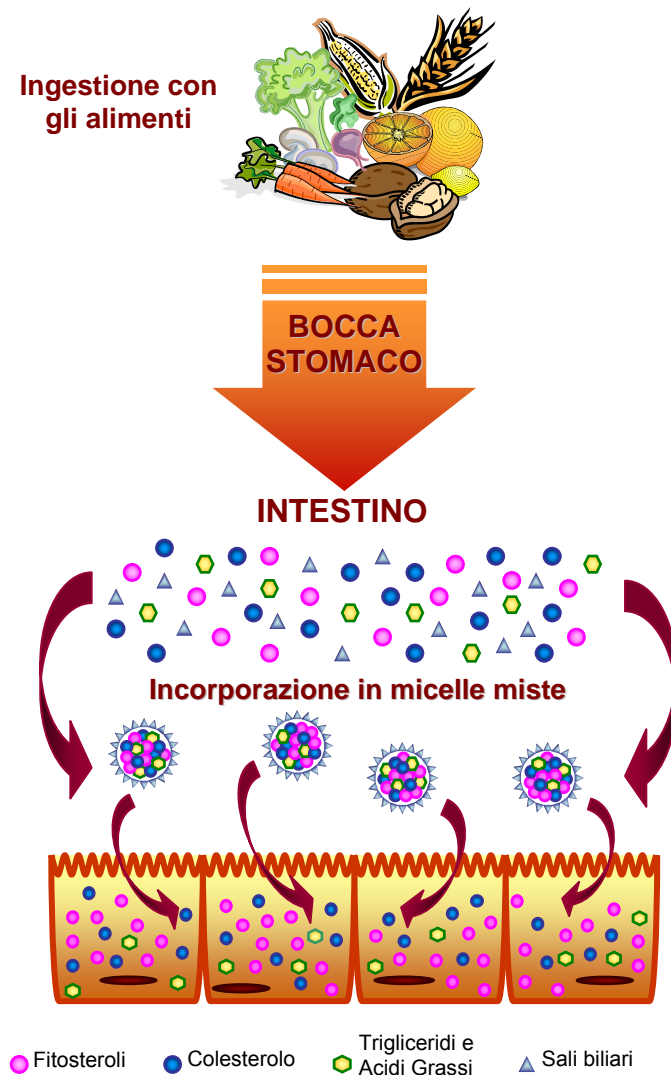 Ingestione con
gli alimenti
BOCCA
STOMACO
INTESTINO
Incorporazione in micelle miste
Fitosteroli
Colesterolo
Trigliceridi e
Acidi Grassi
Sali biliari